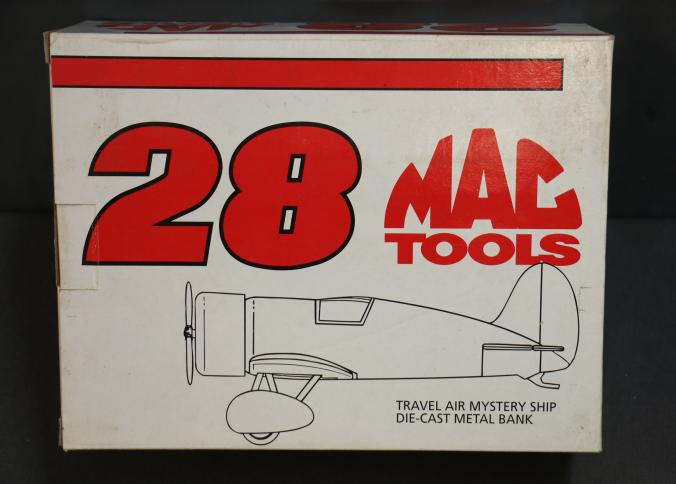 28
MAC
TOOLS
TRAVEL AIR MYSTERY SHIP
DIE-CAST METAL BANK